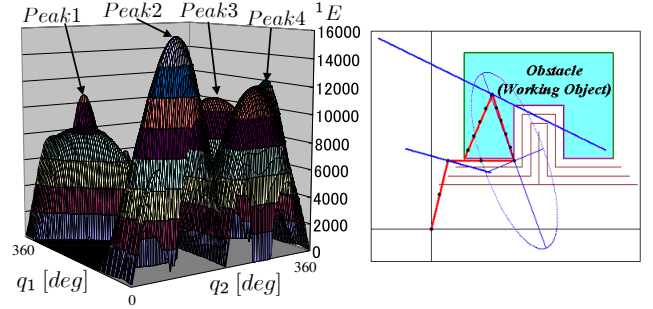 Peak1
Peak2
Peak3
Peak4
¹E
16000
14000
12000
10000
8000
6000
4000
2000
0
360
q₁ [deg]
0
q₂ [deg]
360
Obstacle
(Working Object)